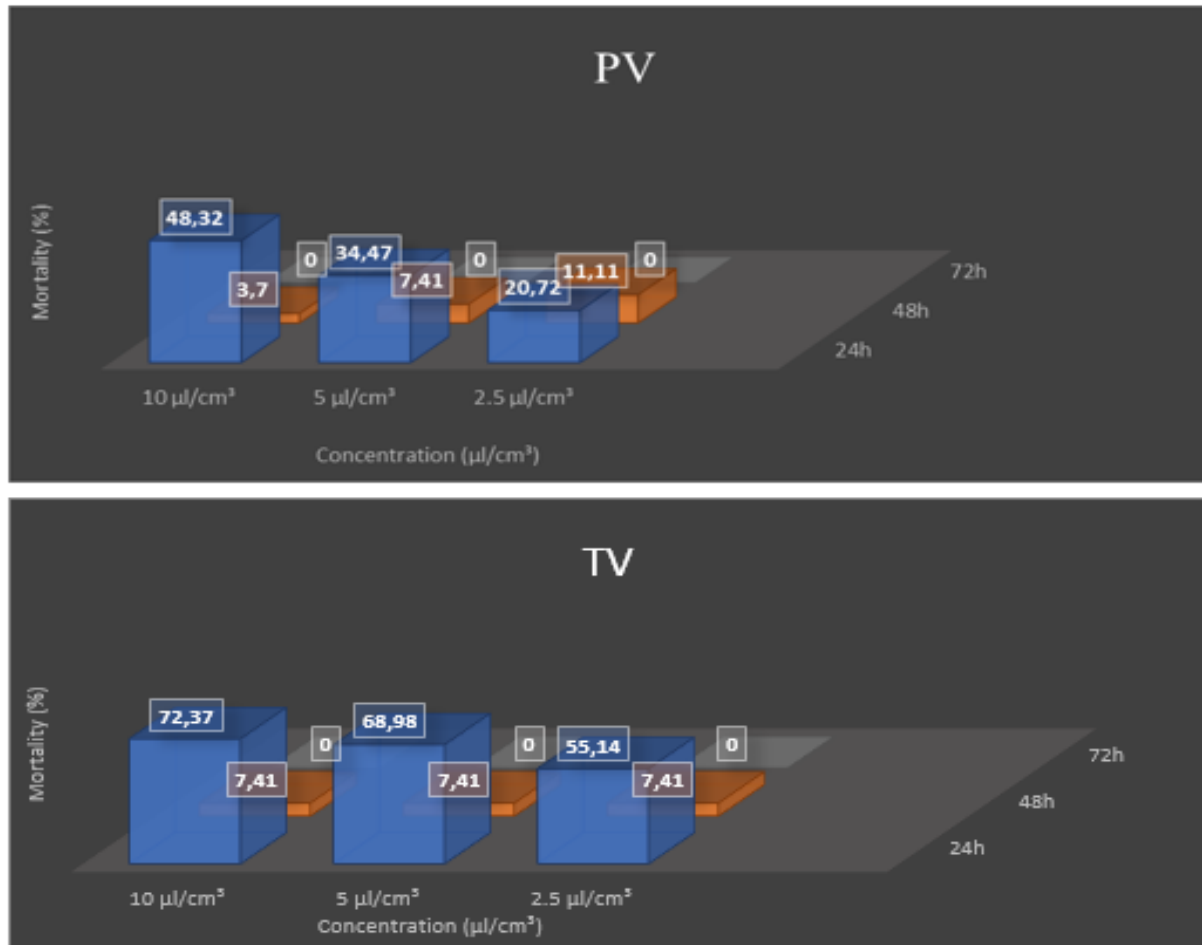 PV
Mortality (%)
48,32
34,47
20,72
3,7
7,41
11,11
0
0
0
72h
48h
24h
10 µl/cm³
5 µl/cm³
2.5 µl/cm³
Concentration (µl/cm³)
TV
Mortality (%)
72,37
68,98
55,14
7,41
7,41
7,41
0
0
0
72h
48h
24h
10 µl/cm³
5 µl/cm³
2.5 µl/cm³
Concentration (µl/cm³)